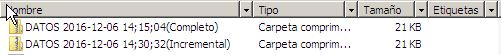 Nombre Tipo Tamaño Etiquetas
DATOS 2016-12-06 14;15;04(Completo) Carpeta comprim... 21 KB
DATOS 2016-12-06 14;30;32(Incremental) Carpeta comprim... 21 KB